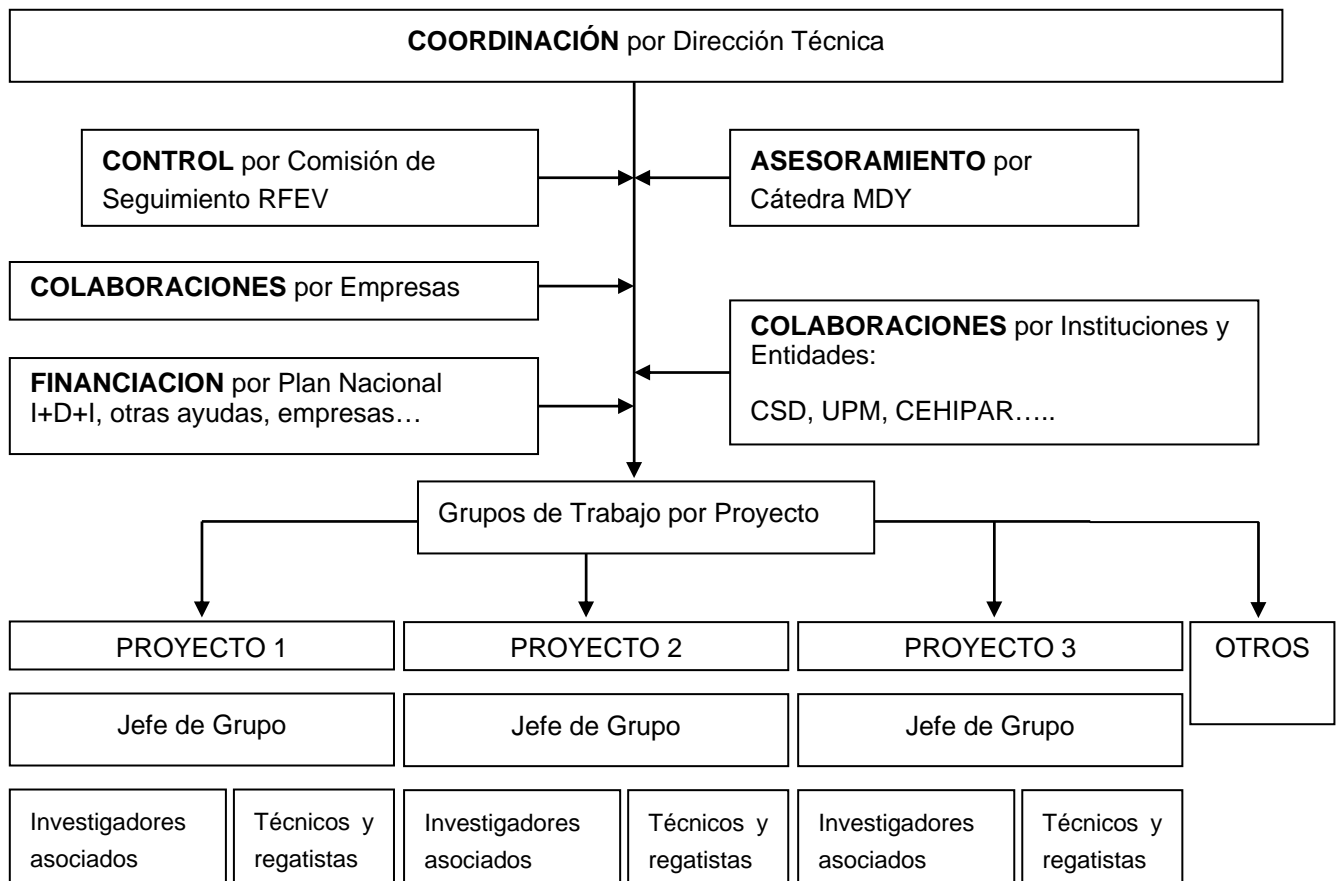 COORDINACIÓN por Dirección Técnica
CONTROL por Comisión de
Seguimiento RFEV
ASESORAMIENTO por
Cátedra MDY
COLABORACIONES por Empresas
COLABORACIONES por Instituciones y
Entidades:
CSD, UPM, CEHIPAR…..
FINANCIACION por Plan Nacional
I+D+I, otras ayudas, empresas…
Grupos de Trabajo por Proyecto
PROYECTO 1
PROYECTO 2
PROYECTO 3
OTROS
Jefe de Grupo
Jefe de Grupo
Jefe de Grupo
Investigadores
asociados
Técnicos y
regatistas
Investigadores
asociados
Técnicos y
regatistas
Investigadores
asociados
Técnicos y
regatistas